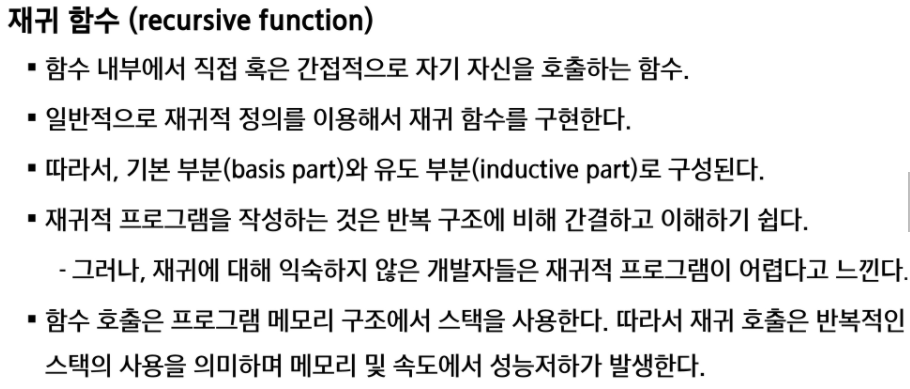 재귀 함수 (recursive function)
▪ 함수 내부에서 직접 혹은 간접적으로 자기 자신을 호출하는 함수.
▪ 일반적으로 재귀적 정의를 이용해서 재귀 함수를 구현한다.
▪ 따라서, 기본 부분(basis part)와 유도 부분(inductive part)로 구성된다.
▪ 재귀적 프로그램을 작성하는 것은 반복 구조에 비해 간결하고 이해하기 쉽다.
- 그러나, 재귀에 대해 익숙하지 않은 개발자들은 재귀적 프로그램이 어렵다고 느낀다.
▪ 함수 호출은 프로그램 메모리 구조에서 스택을 사용한다. 따라서 재귀 호출은 반복적인
스택의 사용을 의미하며 메모리 및 속도에서 성능저하가 발생한다.